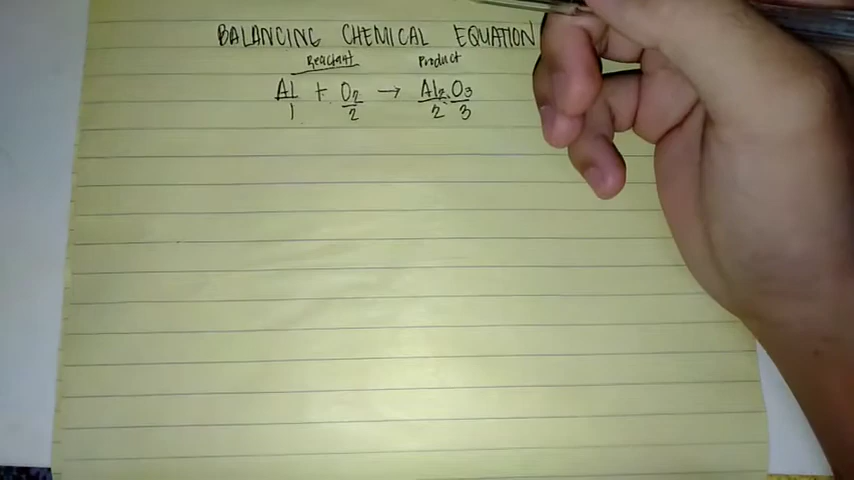 BALANCING CHEMICAL EQUATION
Reactant Product
Al + O2 → Al2O3
1 2 2 3